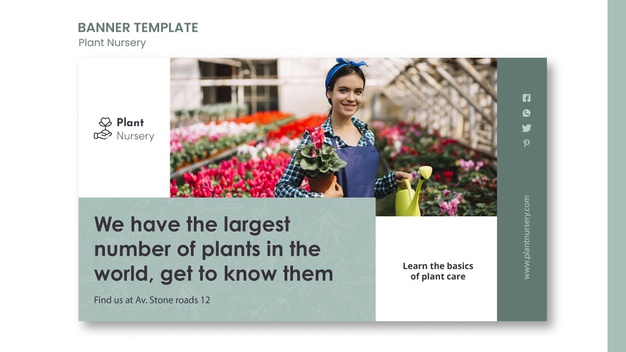 BANNER TEMPLATE
Plant Nursery
Plant
Nursery
We have the largest
number of plants in the
world, get to know them
Find us at Av. Stone roads 12
Learn the basics
of plant care
www.plantnursery.com